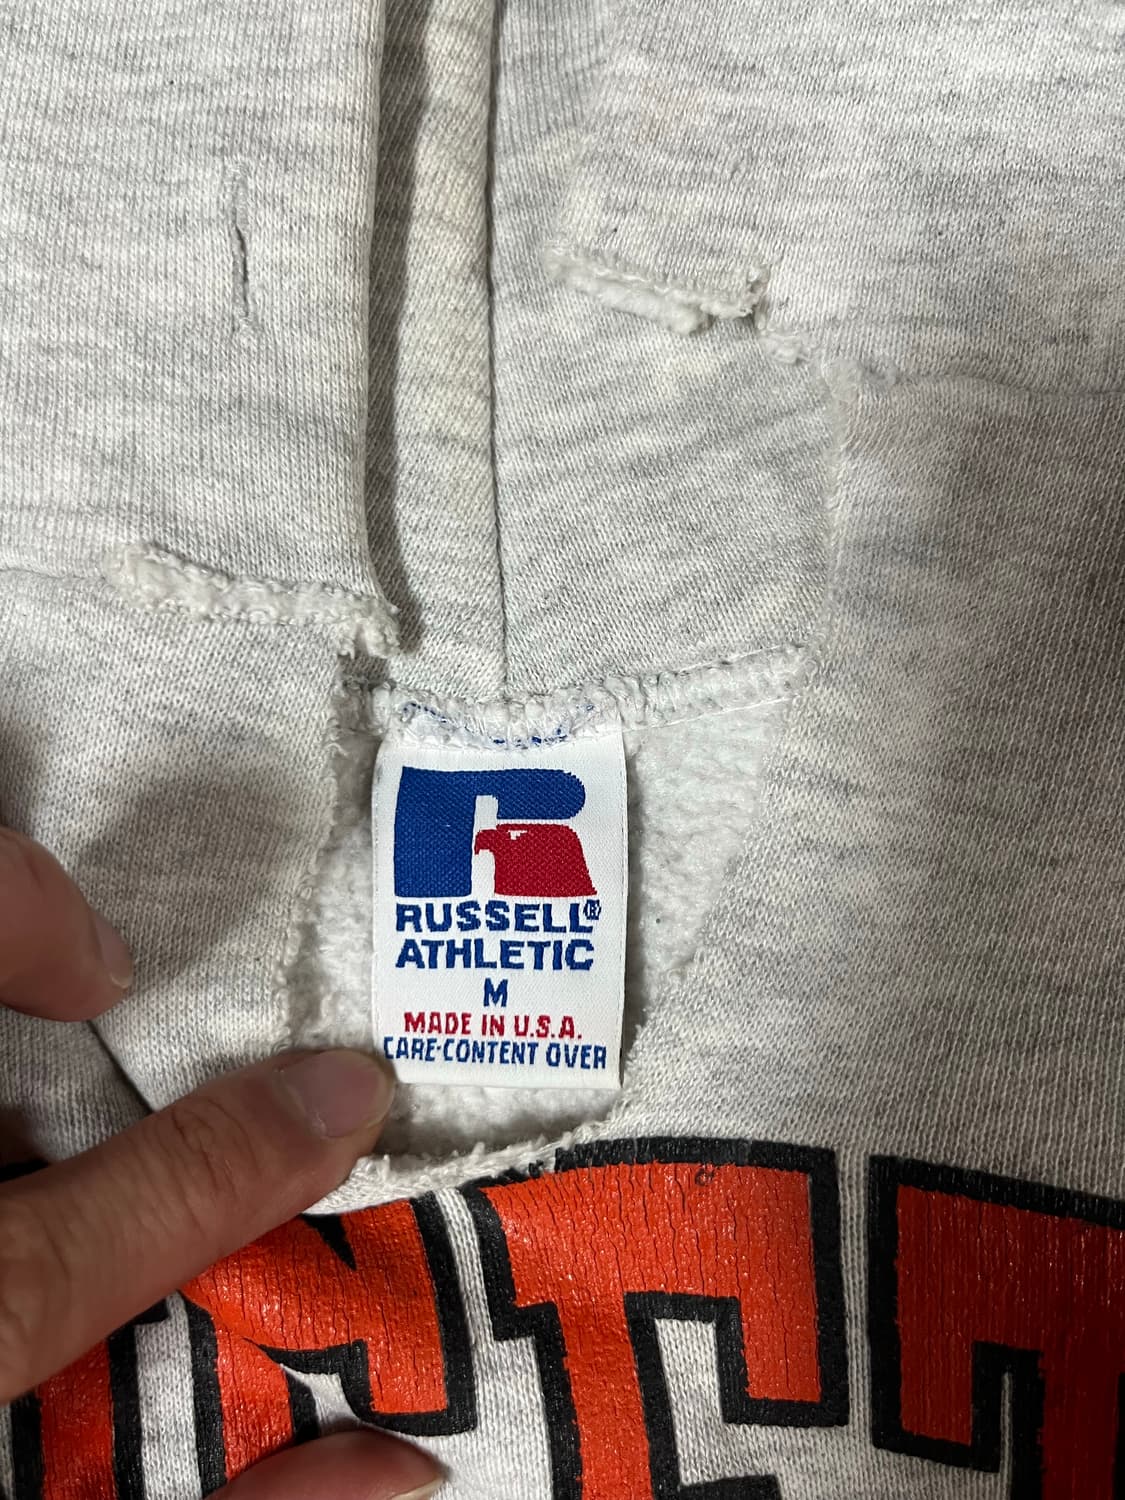 RUSSELL®
ATHLETIC
M
MADE IN U.S.A.
CARE-CONTENT OVER